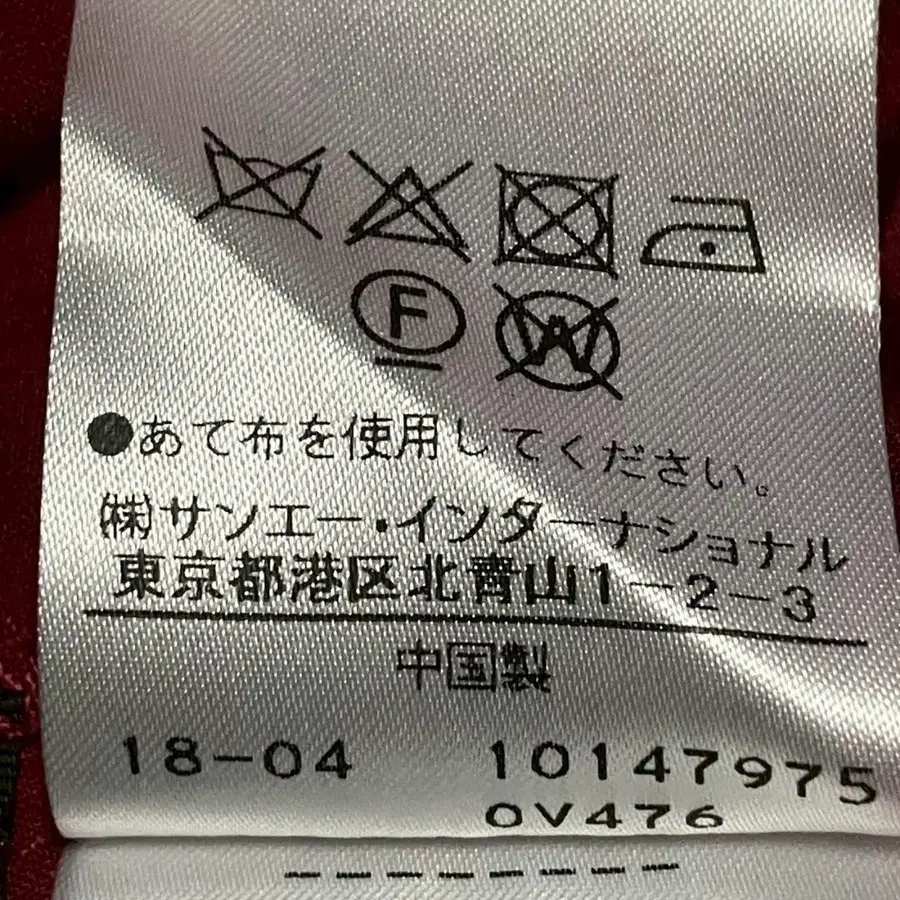 F W
●あて布を使用してください。
㈱サンエー・インターナショナル
東京都港区北青山1-2-3
中国製
18-04 10147975
0V476